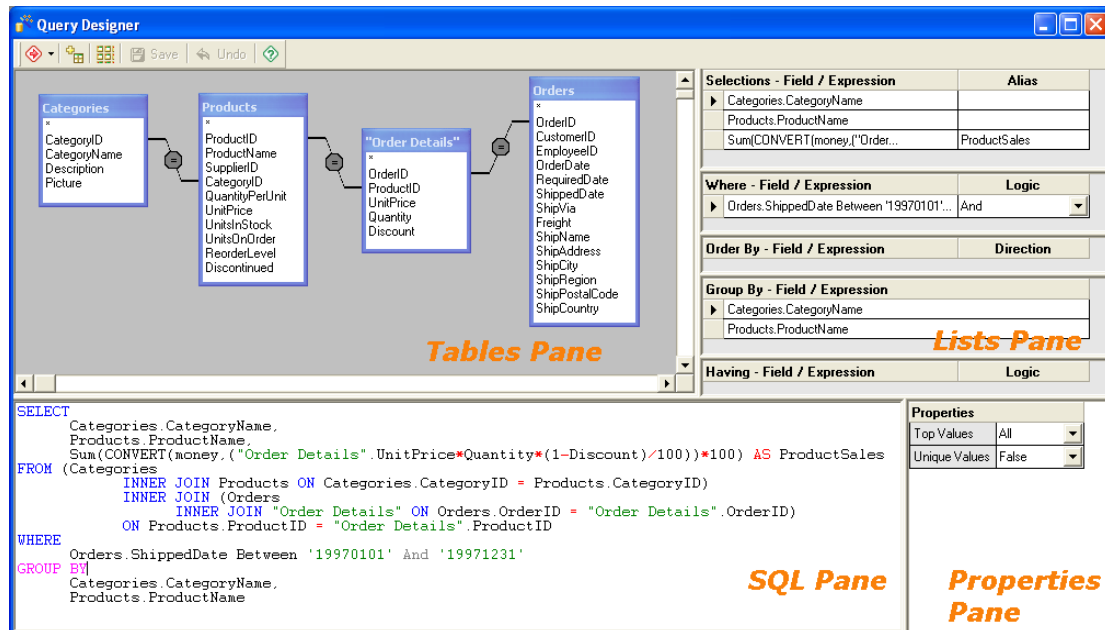 Query Designer
Save Undo
Categories
*
CategoryID
CategoryName
Description
Picture
Products
*
ProductID
ProductName
SupplierID
CategoryID
QuantityPerUnit
UnitPrice
UnitsInStock
UnitsOnOrder
ReorderLevel
Discontinued
"Order Details"
*
OrderID
ProductID
UnitPrice
Quantity
Discount
Orders
*
OrderID
CustomerID
EmployeeID
OrderDate
RequiredDate
ShippedDate
ShipVia
Freight
ShipName
ShipAddress
ShipCity
ShipRegion
ShipPostalCode
ShipCountry
=
=
=
Tables Pane
Selections - Field / Expression Alias
Categories.CategoryName
Products.ProductName
Sum(CONVERT(money,("Order... ProductSales
Where - Field / Expression Logic
Orders.ShippedDate Between '19970101'... And
Order By - Field / Expression Direction
Group By - Field / Expression
Categories.CategoryName
Products.ProductName
Lists Pane
Having - Field / Expression Logic
SELECT
Categories.CategoryName,
Products.ProductName,
Sum(CONVERT(money,("Order Details".UnitPrice*Quantity*(1-Discount)/100))*100) AS ProductSales
FROM (Categories
INNER JOIN Products ON Categories.CategoryID = Products.CategoryID)
INNER JOIN (Orders
INNER JOIN "Order Details" ON Orders.OrderID = "Order Details".OrderID)
ON Products.ProductID = "Order Details".ProductID
WHERE
Orders.ShippedDate Between '19970101' And '19971231'
GROUP BY
Categories.CategoryName,
Products.ProductName
SQL Pane
Properties
Top Values All
Unique Values False
Properties
Pane